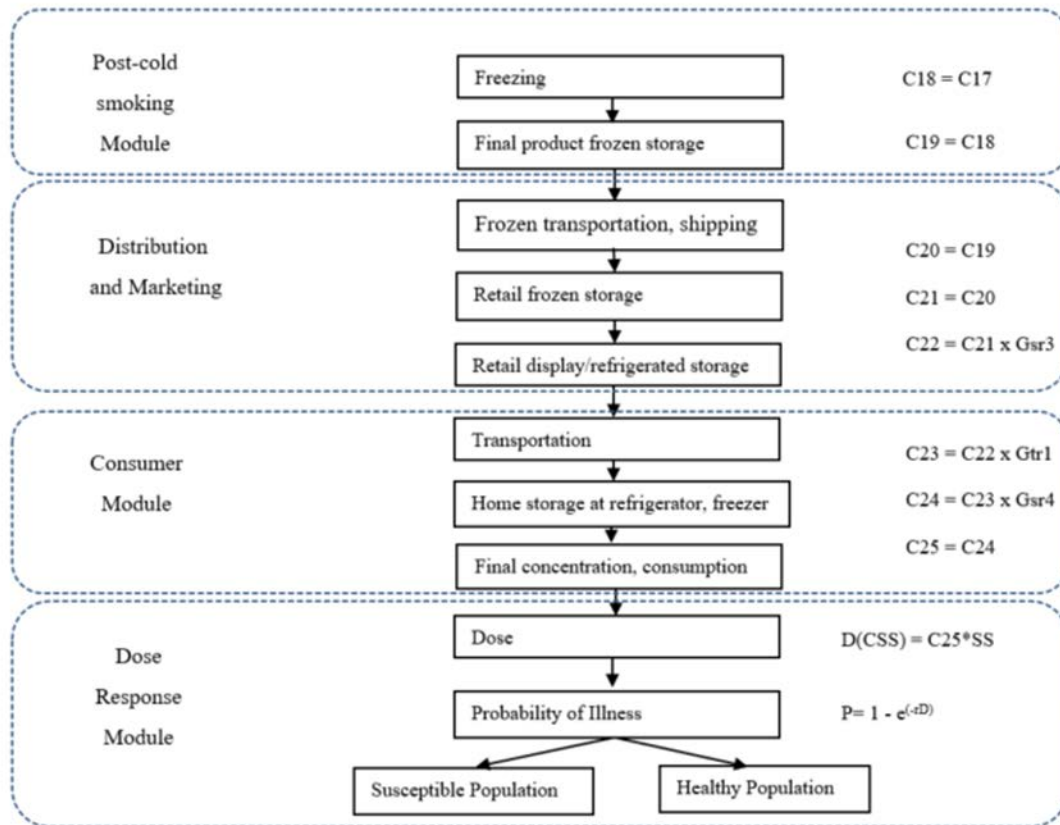 Post-cold
smoking
Module
Freezing
C18 = C17
Final product frozen storage
C19 = C18
Distribution
and Marketing
Frozen transportation, shipping
C20 = C19
Retail frozen storage
C21 = C20
Retail display/refrigerated storage
C22 = C21 x Gsr3
Consumer
Module
Transportation
C23 = C22 x Gtr1
Home storage at refrigerator, freezer
C24 = C23 x Gsr4
Final concentration, consumption
C25 = C24
Dose
Response
Module
Dose
D(CSS) = C25*SS
Probability of Illness
P= 1 - e(-rD)
Susceptible Population
Healthy Population